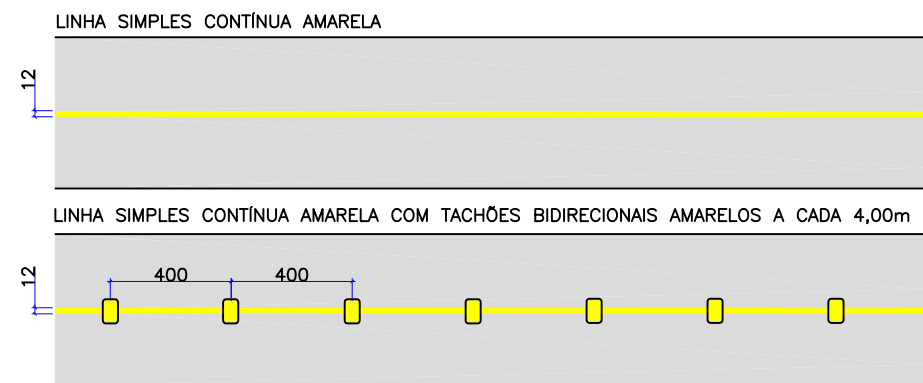 LINHA SIMPLES CONTÍNUA AMARELA
12
LINHA SIMPLES CONTÍNUA AMARELA COM TACHÕES BIDIRECIONAIS AMARELOS A CADA 4,00m
12
400 400